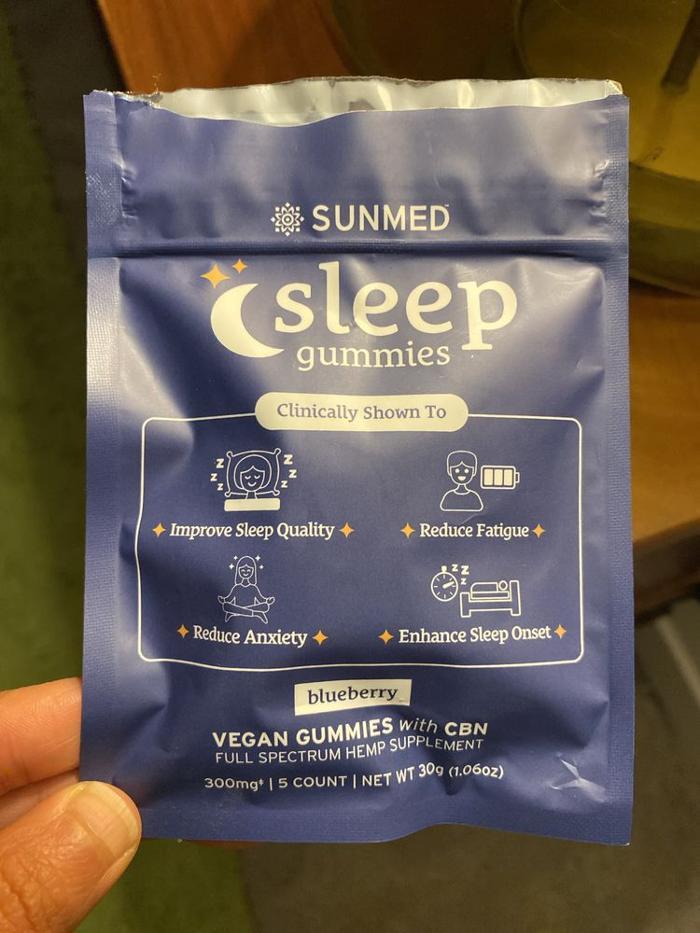 SUNMED™
sleep
gummies
Clinically Shown To
z z z z z z
Improve Sleep Quality
Reduce Fatigue
z z z
Reduce Anxiety
Enhance Sleep Onset
blueberry
VEGAN GUMMIES with CBN
FULL SPECTRUM HEMP SUPPLEMENT
300mg‡ | 5 COUNT | NET WT 30g (1.06oz)